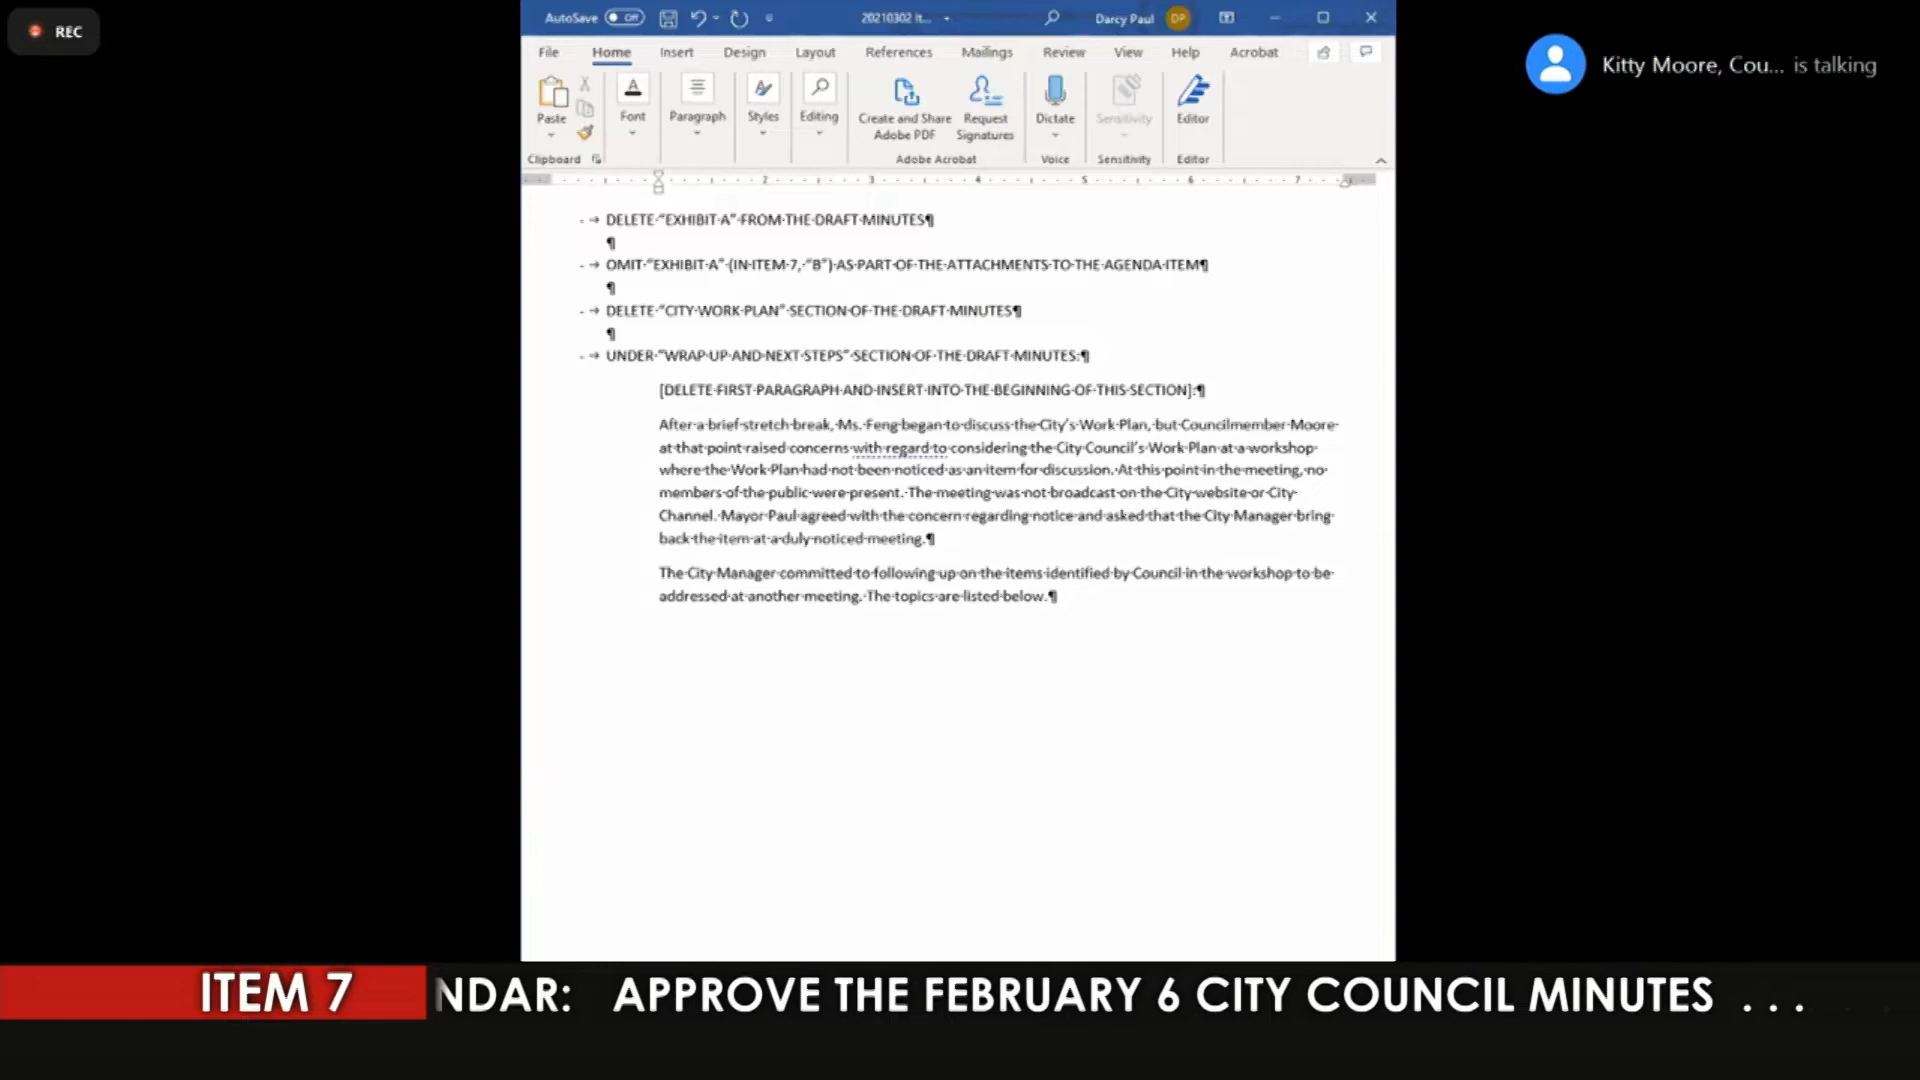 REC
AutoSave Off
20210302 It...
Darcy Paul DP
Kitty Moore, Cou... is talking
File Home Insert Design Layout References Mailings Review View Help Acrobat
Paste Font Paragraph Styles Editing Create and Share Adobe PDF Request Signatures Dictate Sensitivity Editor
Clipboard Adobe Acrobat Voice Sensitivity Editor
2 3 4 5 6 7
- → DELETE·"EXHIBIT·A"·FROM·THE·DRAFT·MINUTES¶
¶
- → OMIT·"EXHIBIT·A"·(IN·ITEM·7,·"B")·AS·PART·OF·THE·ATTACHMENTS·TO·THE·AGENDA·ITEM¶
¶
- → DELETE·"CITY·WORK·PLAN"·SECTION·OF·THE·DRAFT·MINUTES¶
¶
- → UNDER·"WRAP·UP·AND·NEXT·STEPS"·SECTION·OF·THE·DRAFT·MINUTES:¶
[DELETE·FIRST·PARAGRAPH·AND·INSERT·INTO·THE·BEGINNING·OF·THIS·SECTION]:¶
After·a·brief·stretch·break,·Ms.·Feng·began·to·discuss·the·City's·Work·Plan,·but·Councilmember·Moore·
at·that·point·raised·concerns·with·regard·to·considering·the·City·Council's·Work·Plan·at·a·workshop·
where·the·Work·Plan·had·not·been·noticed·as·an·item·for·discussion.·At·this·point·in·the·meeting,·no·
members·of·the·public·were·present.·The·meeting·was·not·broadcast·on·the·City·website·or·City·
Channel.·Mayor·Paul·agreed·with·the·concern·regarding·notice·and·asked·that·the·City·Manager·bring·
back·the·item·at·a·duly·noticed·meeting.¶
The·City·Manager·committed·to·following·up·on·the·items·identified·by·Council·in·the·workshop·to·be·
addressed·at·another·meeting.·The·topics·are·listed·below.¶
ITEM 7 NDAR: APPROVE THE FEBRUARY 6 CITY COUNCIL MINUTES . . .